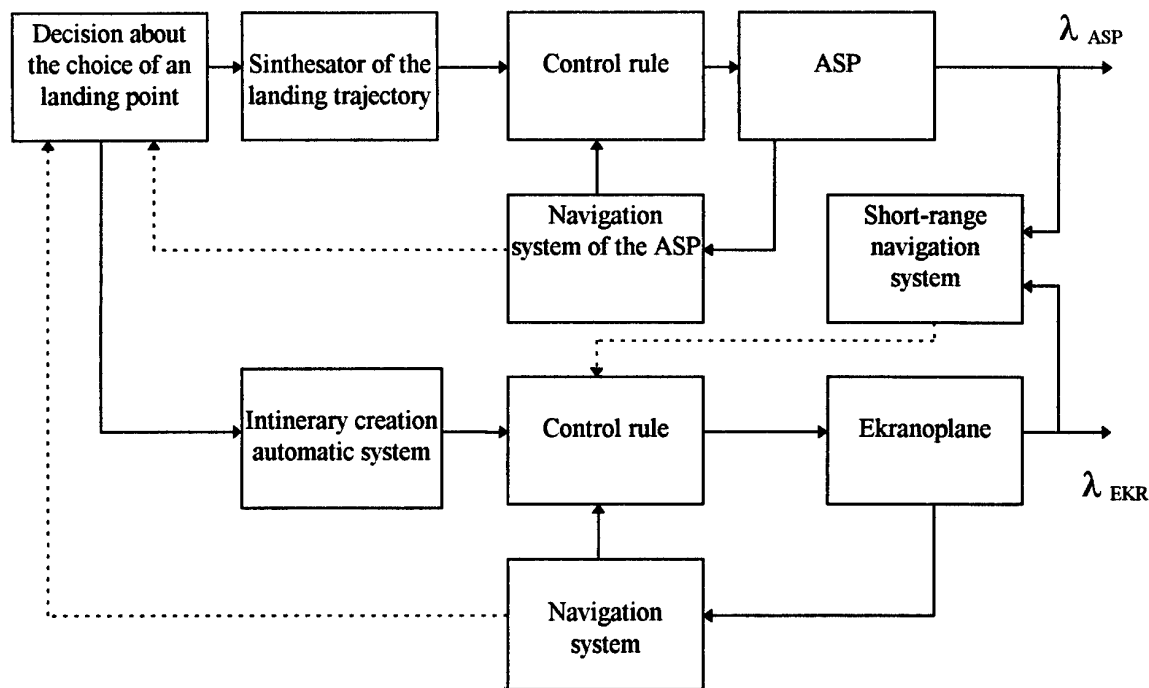 Decision about
the choice of an
landing point
Sinthesator of the
landing trajectory
Control rule
ASP
λ ASP
Navigation
system of the ASP
Short-range
navigation
system
Intinerary creation
automatic system
Control rule
Ekranoplane
λ EKR
Navigation
system